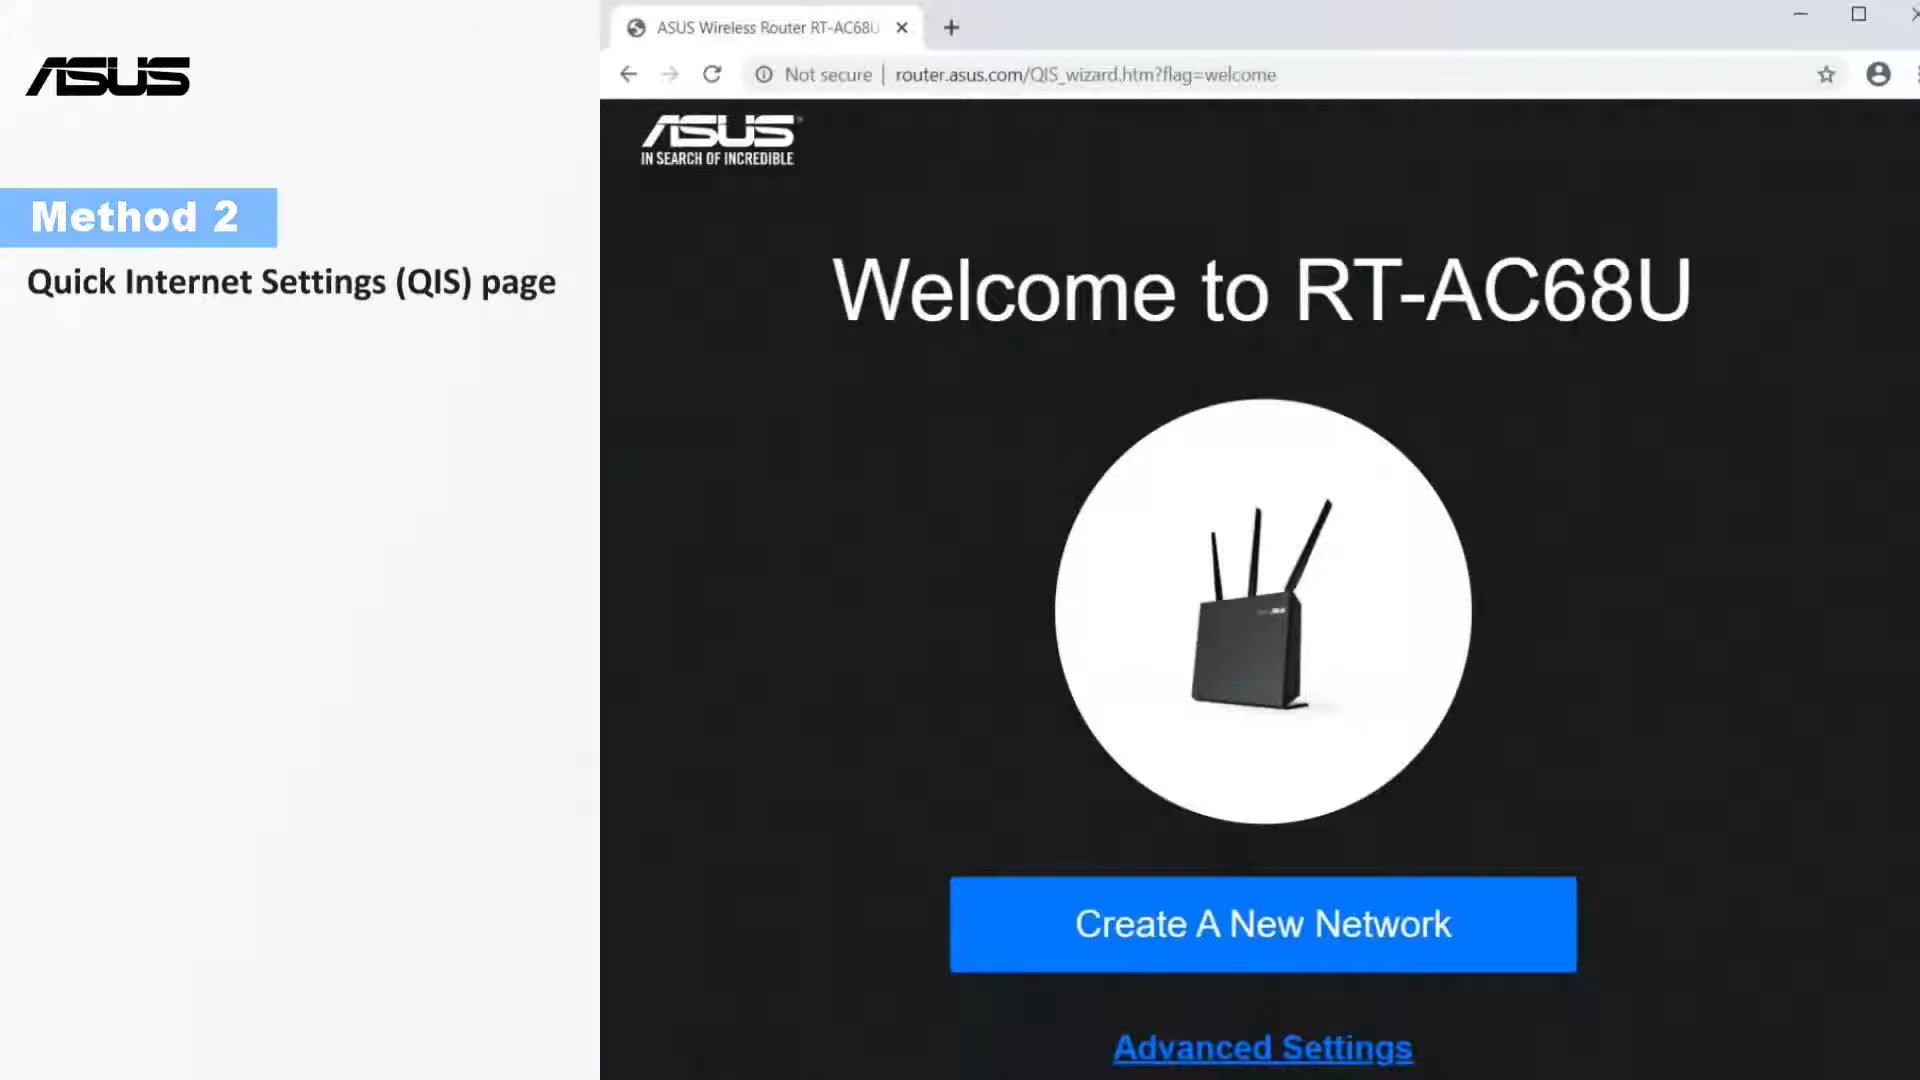 ASUS
Method 2
Quick Internet Settings (QIS) page
ASUS Wireless Router RT-AC68U
Not secure | router.asus.com/QIS_wizard.htm?flag=welcome
ASUS
IN SEARCH OF INCREDIBLE
Welcome to RT-AC68U
Create A New Network
Advanced Settings